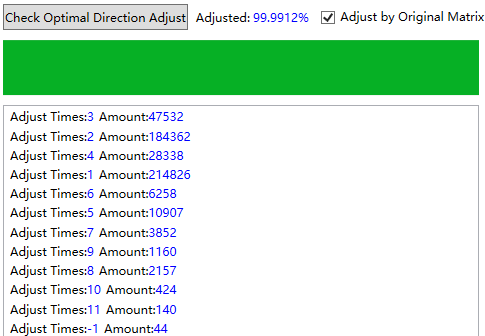 Check Optimal Direction Adjust Adjusted: 99.9912% Adjust by Original Matrix
Adjust Times:3 Amount:47532
Adjust Times:2 Amount:184362
Adjust Times:4 Amount:28338
Adjust Times:1 Amount:214826
Adjust Times:6 Amount:6258
Adjust Times:5 Amount:10907
Adjust Times:7 Amount:3852
Adjust Times:9 Amount:1160
Adjust Times:8 Amount:2157
Adjust Times:10 Amount:424
Adjust Times:11 Amount:140
Adjust Times:-1 Amount:44